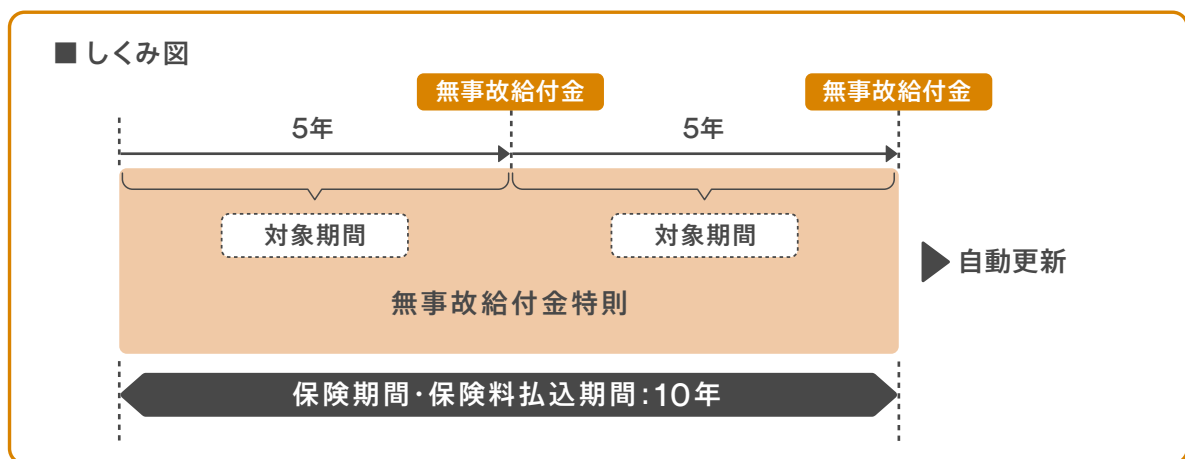 ■ しくみ図
無事故給付金 無事故給付金
5年 5年
対象期間 対象期間
自動更新
無事故給付金特則
保険期間・保険料払込期間:10年